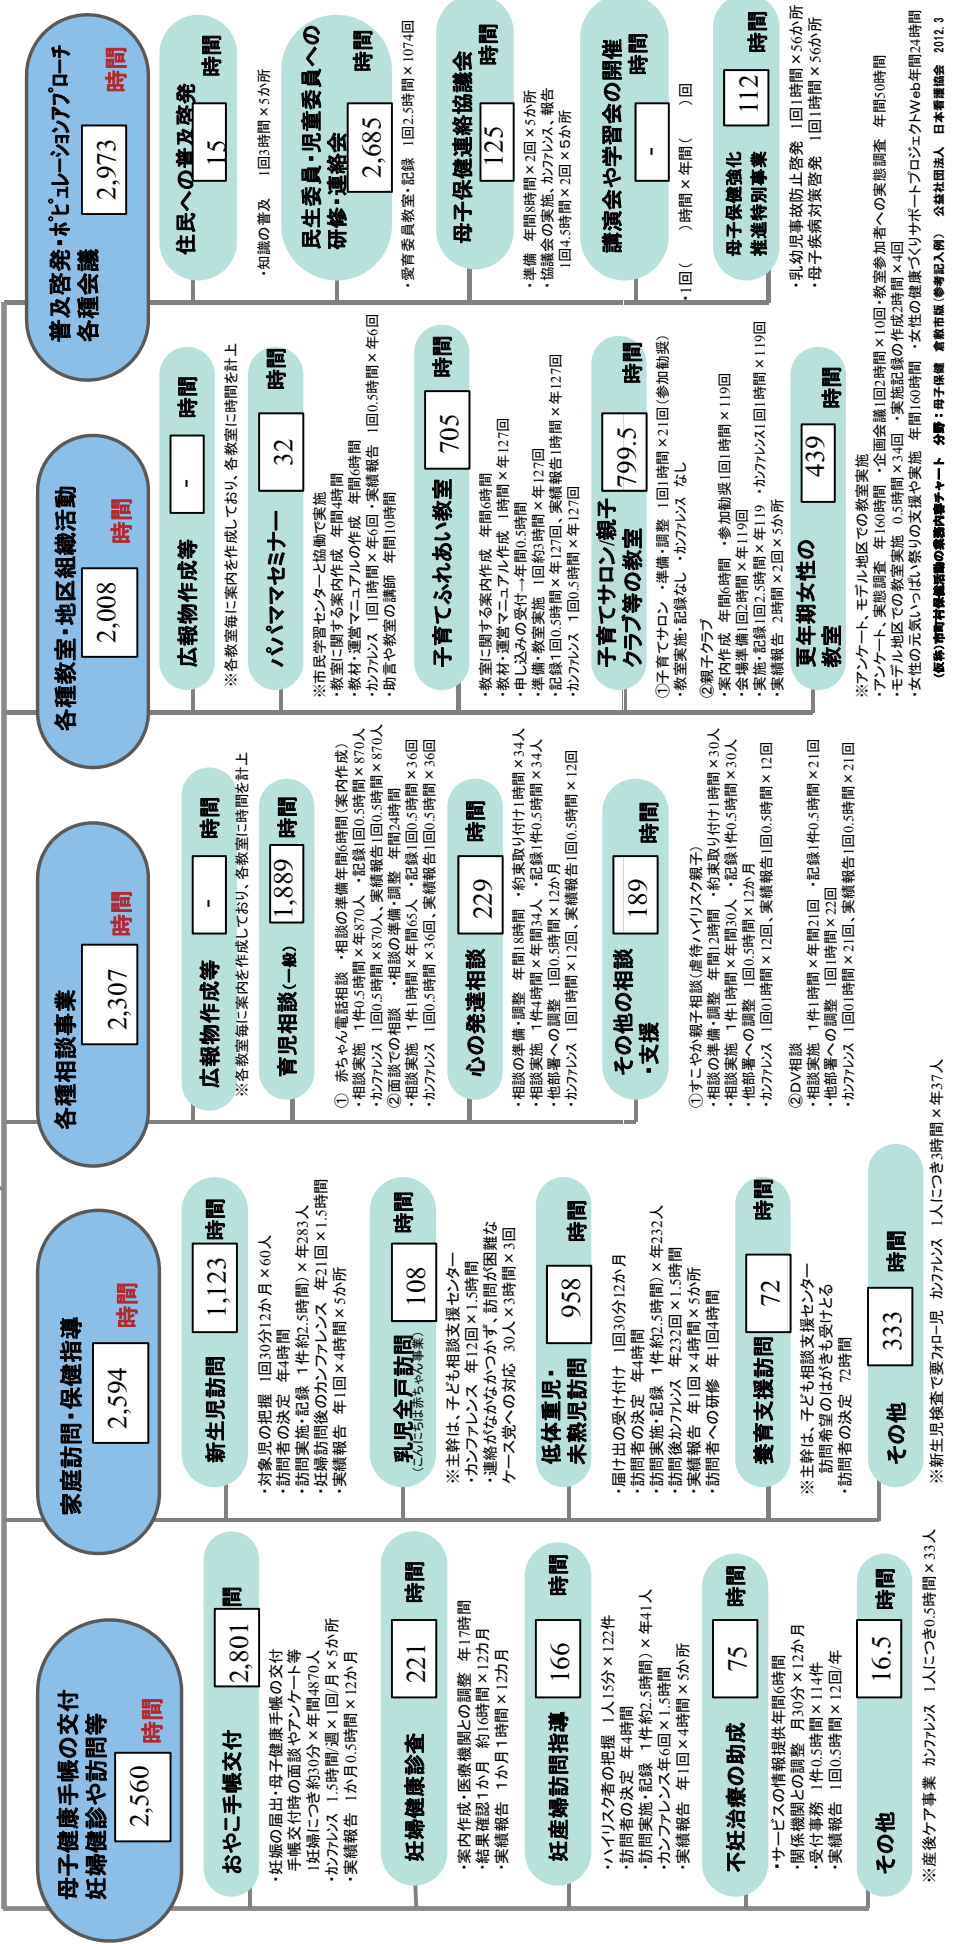 母子健康手帳の交付
妊婦健診や訪問等
2,560
時間
おやこ手帳交付
2,801
間
・妊娠の届出・母子健康手帳の交付
手帳交付時の面談やアンケート等
1妊婦につき約30分×年間4870人
・カンファレンス 1.5時間/週×1回/月×5か所
・実績報告 1か月0.5時間×12か月
妊婦健康診査
221
時間
・案内作成・医療機関との調整 年17時間
・結果確認1か月 約16時間×12カ月
・実績報告 1か月1時間×12カ月
妊産婦訪問指導
166
時間
・ハイリスク者の把握 1人15分×122件
・訪問者の決定 年4時間
・訪問実施・記録 1件約2.5時間)×年41人
・カンファレンス年6回×1.5時間
・実績報告 年1回×4時間×5か所
不妊治療の助成
75
時間
・サービスの情報提供年間6時間
・関係機関との調整 月30分×12か月
・受付事務 1件0.5時間×114件
・実績報告 1回0.5時間×12回/年
その他
16.5
時間
※産後ケア事業 カンファレンス 1人につき0.5時間×33人
家庭訪問・保健指導
2,594
時間
新生児訪問
1,123
時間
・対象児の把握 1回30分12か月×60人
・訪問者の決定 年4時間
・訪問実施・記録 1件約2.5時間)×年283人
・妊婦訪問後のカンファレンス 年21回×1.5時間
・実績報告 年1回×4時間×5か所
乳児全戸訪問
(こんにちは赤ちゃん事業)
108
時間
※主幹は、子ども相談支援センター
・カンファレンス 年12回×1.5時間
・連絡がなかなかつかず、訪問が困難な
ケース党への対応 30人×3時間×3回
低体重児・
未熟児訪問
958
時間
・届け出の受け付け 1回30分12か月
・訪問者の決定 年4時間
・訪問実施・記録 1件約2.5時間)×年232人
・訪問後カンファレンス 年232回×1.5時間
・実績報告 年1回×4時間×5か所
・訪問者への研修 年1回4時間
養育支援訪問
72
時間
※主幹は、子ども相談支援センター
訪問希望のはがきも受けとる
・訪問者の決定 72時間
その他
333
時間
※新生児検査で要フォロー児 カンファレンス 1人につき3時間×年37人
各種相談事業
2,307
時間
広報物作成等
-
時間
※各教室毎に案内を作成しており、各教室に時間を計上
育児相談(一般)
1,889
時間
① 赤ちゃん電話相談 ・相談の準備年間6時間(案内作成)
・相談実施 1件0.5時間×年870人 ・記録1回0.5時間×870人
・カンファレンス 1回0.5時間×870人、実績報告1回0.5時間×870人
②面談での相談 ・相談の準備・調整 年間24時間
・相談実施 1件1時間×年間65人 ・記録1回0.5時間×36回
・カンファレンス 1回0.5時間×36回、実績報告1回0.5時間×36回
心の発達相談
229
時間
・相談の準備・調整 年間18時間 ・約束取り付け1時間×34人
・相談実施 1件4時間×年間34人 ・記録1件0.5時間×34人
・他部署への調整 1回0.5時間×12か月
・カンファレンス 1回1時間×12回、実績報告1回0.5時間×12回
その他の相談
・支援
189
時間
①すこやか親子相談(虐待ハイリスク親子)
・相談の準備・調整 年間12時間 ・約束取り付け1時間×30人
・相談実施 1件1時間×年間30人 ・記録1件0.5時間×30人
・他部署への調整 1回0.5時間×12か月
・カンファレンス 1回01時間×12回、実績報告1回0.5時間×12回
②DV相談
・相談実施 1件1時間×年間21回 ・記録1件0.5時間×21回
・他部署への調整 1回1時間×22回
・カンファレンス 1回01時間×21回、実績報告1回0.5時間×21回
各種教室・地区組織活動
2,008
時間
広報物作成等
-
時間
※各教室毎に案内を作成しており、各教室に時間を計上
パパママセミナー
32
時間
※市民学習センターと協働で実施
・教室に関する案内作成 年間4時間
・教材・運営マニュアルの作成 年間6時間
・カンファレンス 1回1時間×年6回 ・実績報告 1回0.5時間×年6回
・助言や教室の講師 年間10時間
子育てふれあい教室
705
時間
・教室に関する案内作成 年間6時間
・教材・運営マニュアル作成 1時間×年127回
・申し込みの受付→年間0.5時間
・準備・教室実施 1回約3時間×年127回
・記録1回0.5時間×年127回、実績報告1時間×年127回
・カンファレンス 1回0.5時間×年127回
子育てサロン/親子
クラブ等の教室
799.5
時間
①子育てサロン ・準備・調整 1回1時間×21回(参加勧奨)
・教室実施・記録なし ・カンファレンス なし
②親子クラブ
・案内作成 年間6時間 ・参加勧奨1回1時間×119回
・会場準備1回2時間×年119回
・実施・記録1回2.5時間×年119 ・カンファレンス1回1時間×119回
・実績報告 2時間×2回×5か所
更年期女性の
教室
439
時間
※アンケート、モデル地区での教室実施
・アンケート、実態調査 年160時間 ・企画会議1回2時間×10回・教室参加者への実態調査 年間50時間
・モデル地区での教室実施 0.5時間×34回 ・実施記録の作成2時間×4回
・女性の元気いっぱい祭りの支援や実施 年間160時間 ・女性の健康づくりサポートプロジェクトWeb年間24時間
普及啓発・ポピュレーションアプローチ
各種会議
2,973
時間
住民への普及啓発
15
時間
・知識の普及 1回3時間×5か所
民生委員・児童委員への
研修・連絡会
2,685
時間
・愛育委員教室・記録 1回2.5時間×1074回
母子保健連絡協議会
125
時間
・準備 年間8時間×2回×5か所
・協議会の実施、カンファレンス、報告
1回4.5時間×2回×5か所
講演会や学習会の開催
-
時間
・1回( )時間×年間( )回
母子保健強化
推進特別事業
112
時間
・乳幼児事故防止啓発 1回1時間×56か所
・母子疾病対策啓発 1回1時間×56か所
(仮称)市町村保健活動の業務内容チャート 分野:母子保健 倉敷市版(参考記入例) 公益社団法人 日本看護協会 2012.3